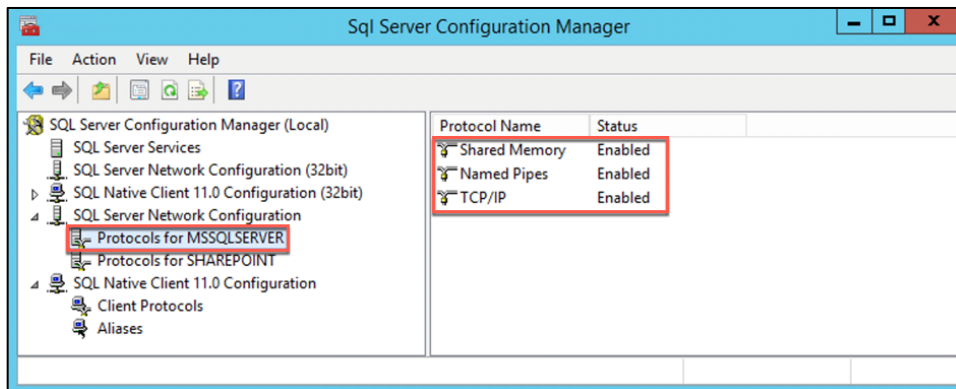 Sql Server Configuration Manager
File Action View Help
SQL Server Configuration Manager (Local)
SQL Server Services
SQL Server Network Configuration (32bit)
SQL Native Client 11.0 Configuration (32bit)
SQL Server Network Configuration
Protocols for MSSQLSERVER
Protocols for SHAREPOINT
SQL Native Client 11.0 Configuration
Client Protocols
Aliases
Protocol Name Status
Shared Memory Enabled
Named Pipes Enabled
TCP/IP Enabled